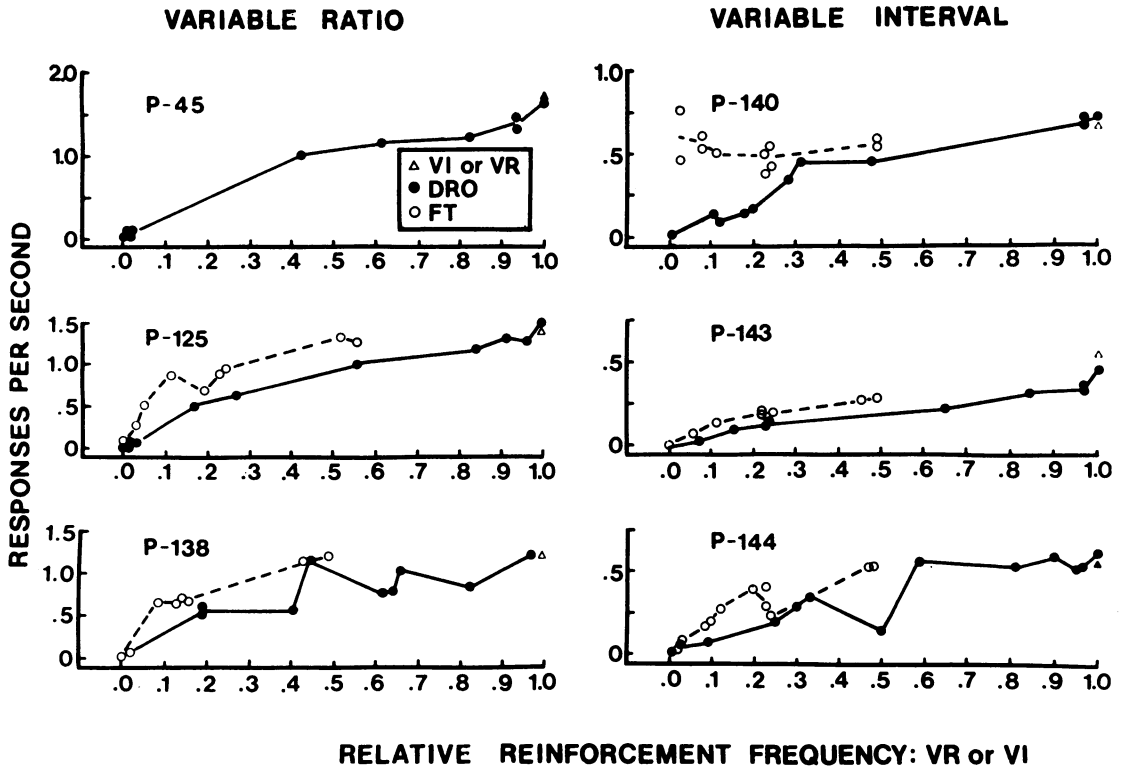 VARIABLE RATIO
VARIABLE INTERVAL
RESPONSES PER SECOND
P-45
2.0
1.0
0
.0 .1 .2 .3 .4 .5 .6 .7 .8 .9 1.0
△ VI or VR
● DRO
○ FT
P-140
1.0
.5
0
.0 .1 .2 .3 .4 .5 .6 .7 .8 .9 1.0
P-125
1.5
1.0
.5
0
.0 .1 .2 .3 .4 .5 .6 .7 .8 .9 1.0
P-143
.5
0
.0 .1 .2 .3 .4 .5 .6 .7 .8 .9 1.0
P-138
1.5
1.0
.5
0
.0 .1 .2 .3 .4 .5 .6 .7 .8 .9 1.0
P-144
.5
0
.0 .1 .2 .3 .4 .5 .6 .7 .8 .9 1.0
RELATIVE REINFORCEMENT FREQUENCY: VR or VI